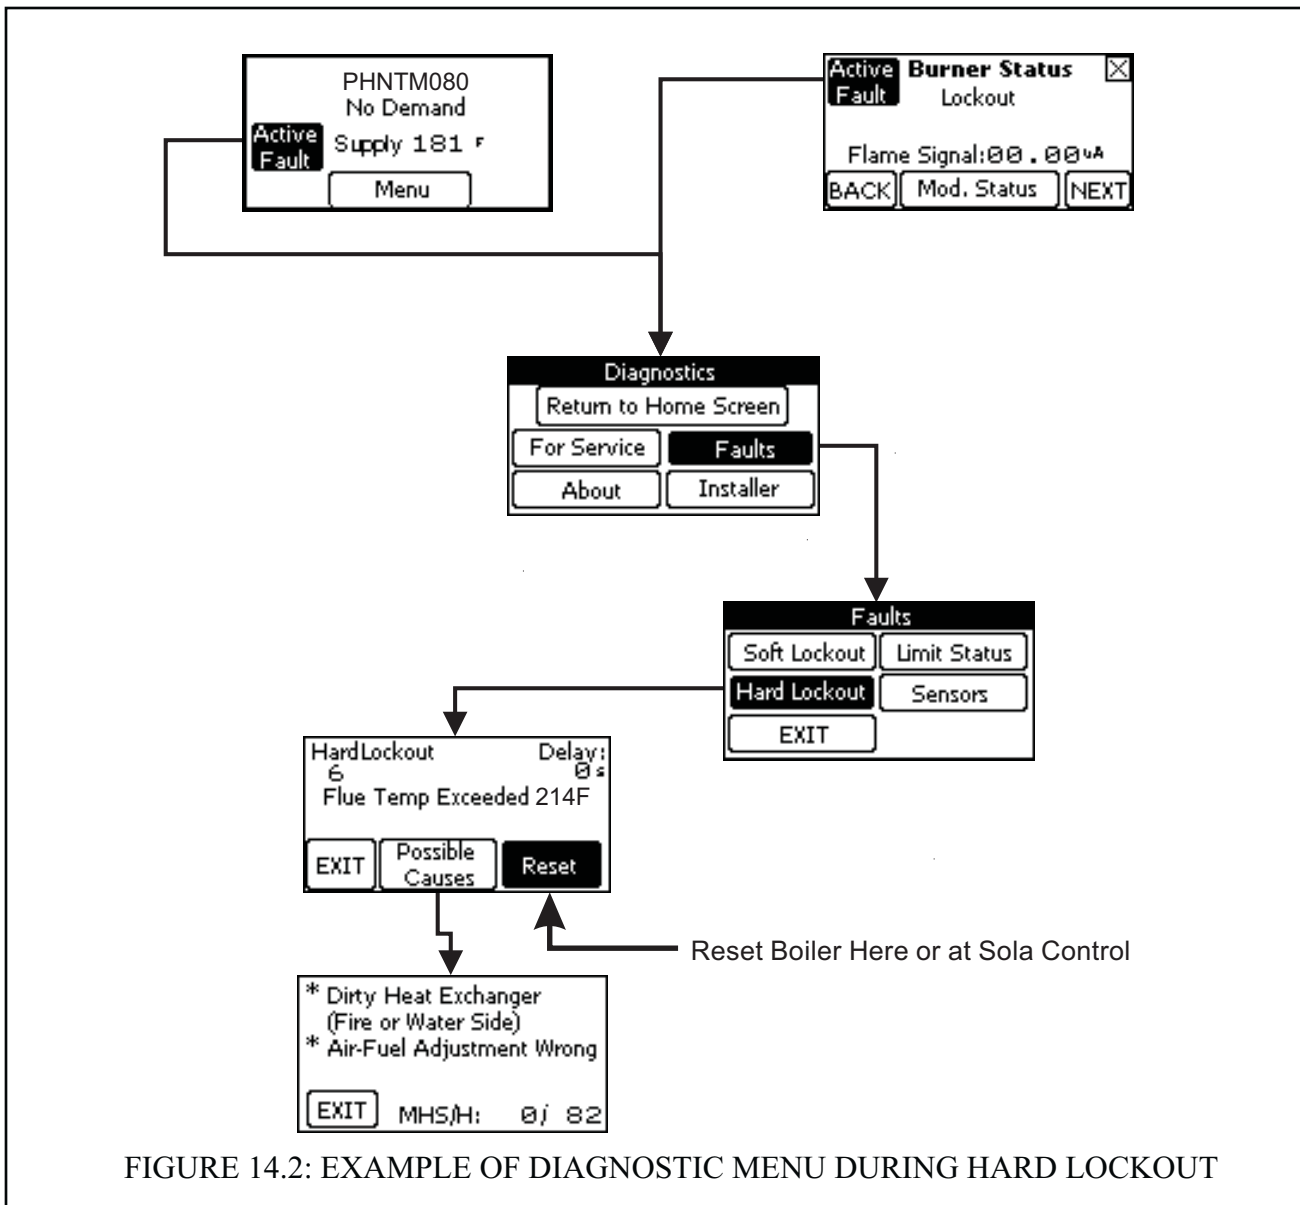 PHNTM080
No Demand
Active
Fault
Supply 181 F
Menu
Active
Fault
Burner Status
Lockout
Flame Signal:00.00uA
BACK
Mod. Status
NEXT
Diagnostics
Return to Home Screen
For Service
Faults
About
Installer
Faults
Soft Lockout
Limit Status
Hard Lockout
Sensors
EXIT
HardLockout
Delay:
6
0s
Flue Temp Exceeded 214F
EXIT
Possible
Causes
Reset
Reset Boiler Here or at Sola Control
* Dirty Heat Exchanger
(Fire or Water Side)
* Air-Fuel Adjustment Wrong
EXIT
MHS/H: 0/ 82
FIGURE 14.2: EXAMPLE OF DIAGNOSTIC MENU DURING HARD LOCKOUT